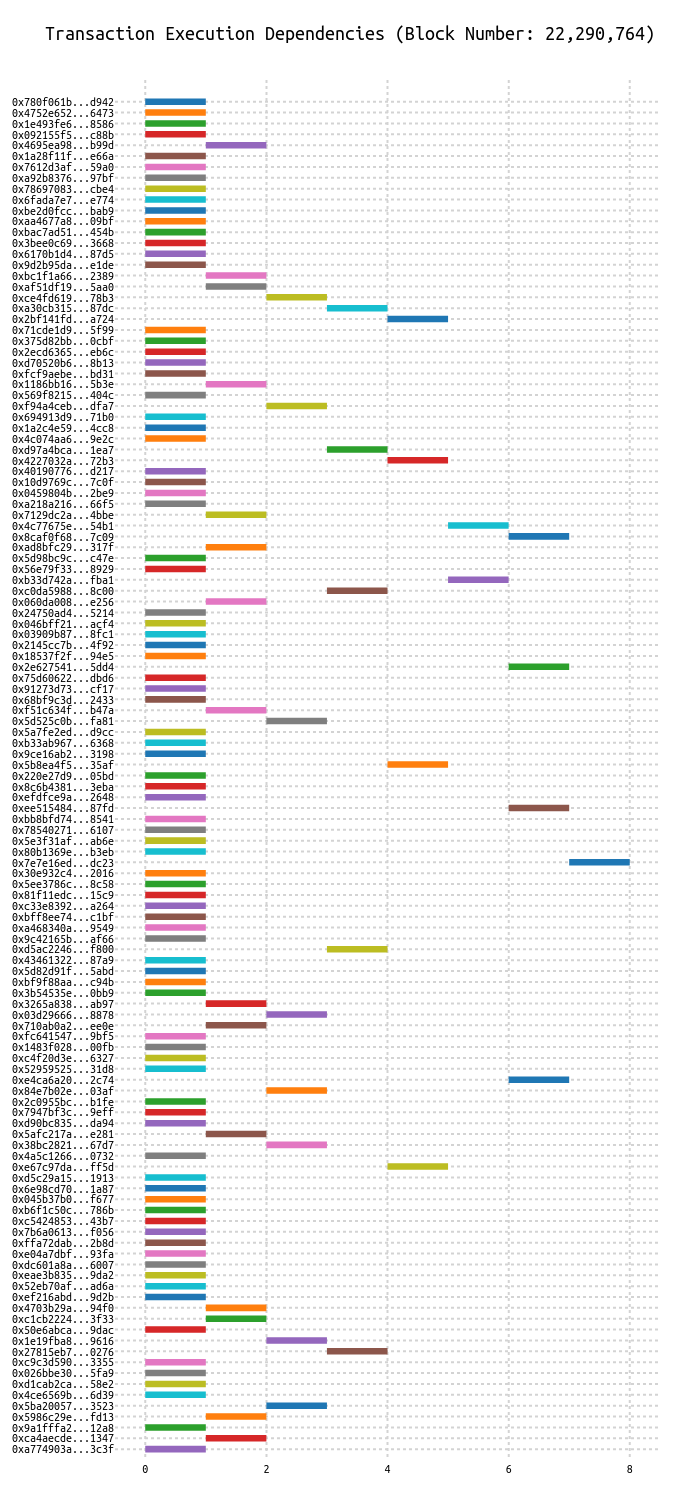 Transaction Execution Dependencies (Block Number: 22,290,764)
0x780f061b...d942
0x4752e652...6473
0x1e493fe6...8586
0x092155f5...c88b
0x4695ea98...b99d
0x1a28f11f...e66a
0x7612d3af...59a0
0xa92b8376...97bf
0x78697083...cbe4
0x6fada7e7...e774
0xbe2d0fcc...bab9
0xaa4677a8...09bf
0xbac7ad51...454b
0x3bee0c69...3668
0x6170b1d4...87d5
0x9d2b95da...e1de
0xbc1f1a66...2389
0xaf51df19...5aa0
0xce4fd619...78b3
0xa30cb315...87dc
0x2bf141fd...a724
0x71cde1d9...5f99
0x375d82bb...0cbf
0x2ecd6365...eb6c
0xd70520b6...8b13
0xfcf9aebe...bd31
0x1186bb16...5b3e
0x569f8215...404c
0xf94a4ceb...dfa7
0x694913d9...71b0
0x1a2c4e59...4cc8
0x4c074aa6...9e2c
0xd97a4bca...1ea7
0x4227032a...72b3
0x40190776...d217
0x10d9769c...7c0f
0x0459804b...2be9
0xa218a216...66f5
0x7129dc2a...4bbe
0x4c77675e...54b1
0x8caf0f68...7c09
0xad8bfc29...317f
0x5d98bc9c...c47e
0x56e79f33...8929
0xb33d742a...fba1
0xc0da5988...8c00
0x060da008...e256
0x24750ad4...5214
0x046bff21...acf4
0x03909b87...8fc1
0x2145cc7b...4f92
0x18537f2f...94e5
0x2e627541...5dd4
0x75d60622...dbd6
0x91273d73...cf17
0x68bf9c3d...2433
0xf51c634f...b47a
0x5d525c0b...fa81
0x5a7fe2ed...d9cc
0xb33ab967...6368
0x9ce16ab2...3198
0x5b8ea4f5...35af
0x220e27d9...05bd
0x8c6b4381...3eba
0xefdfce9a...2648
0xee515484...87fd
0xbb8bfd74...8541
0x78540271...6107
0x5e3f31af...ab6e
0x80b1369e...b3eb
0x7e7e16ed...dc23
0x30e932c4...2016
0x5ee3786c...8c58
0x81f11edc...15c9
0xc33e8392...a264
0xbff8ee74...c1bf
0xa468340a...9549
0x9c42165b...af66
0xd5ac2246...f800
0x43461322...87a9
0x5d82d91f...5abd
0xbf9f88aa...c94b
0x3b54535e...0bb9
0x3265a838...ab97
0x03d29666...8878
0x710ab0a2...ee0e
0xfc641547...9bf5
0x1483f028...00fb
0xc4f20d3e...6327
0x52959525...31d8
0xe4ca6a20...2c74
0x84e7b02e...03af
0x2c0955bc...b1fe
0x7947bf3c...9eff
0xd90bc835...da94
0x5afc217a...e281
0x38bc2821...67d7
0x4a5c1266...0732
0xe67c97da...ff5d
0xd5c29a15...1913
0x6e98cd70...1a87
0x045b37b0...f677
0xb6f1c50c...786b
0xc5424853...43b7
0x7b6a0613...f056
0xffa72dab...2b8d
0xe04a7dbf...93fa
0xdc601a8a...6007
0xeae3b835...9da2
0x52eb70af...ad6a
0xef216abd...9d2b
0x4703b29a...94f0
0xc1cb2224...3f33
0x50e6abca...9dac
0x1e19fba8...9616
0x27815eb7...0276
0xc9c3d590...3355
0x026bbe30...5fa9
0xd1cab2ca...58e2
0x4ce6569b...6d39
0x5ba20057...3523
0x5986c29e...fd13
0x9a1fffa2...12a8
0xca4aecde...1347
0xa774903a...3c3f
0 2 4 6 8